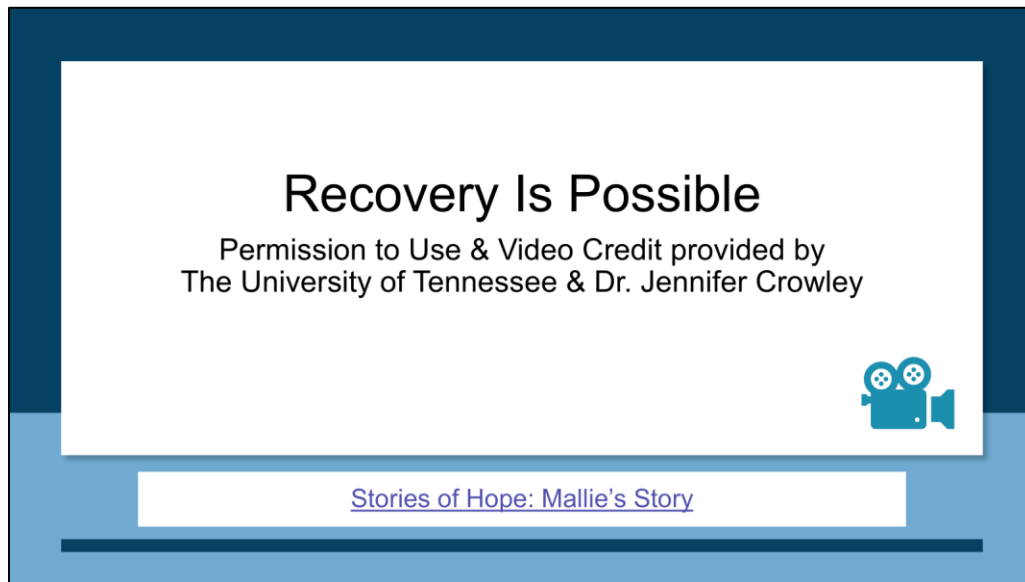 Recovery Is Possible
Permission to Use & Video Credit provided by
The University of Tennessee & Dr. Jennifer Crowley
Stories of Hope: Mallie's Story